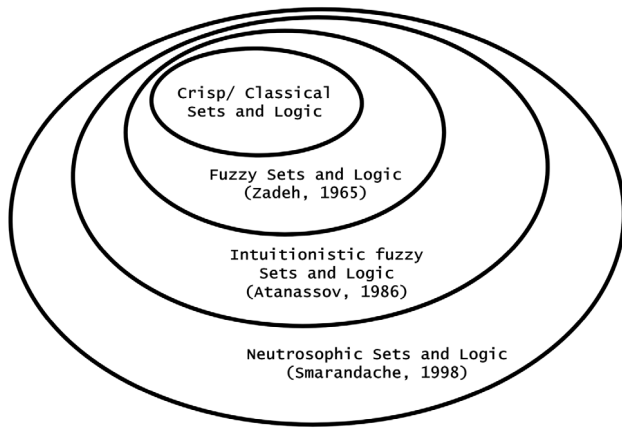 Crisp/ Classical
Sets and Logic
Fuzzy Sets and Logic
(Zadeh, 1965)
Intuitionistic fuzzy
Sets and Logic
(Atanassov, 1986)
Neutrosophic Sets and Logic
(Smarandache, 1998)